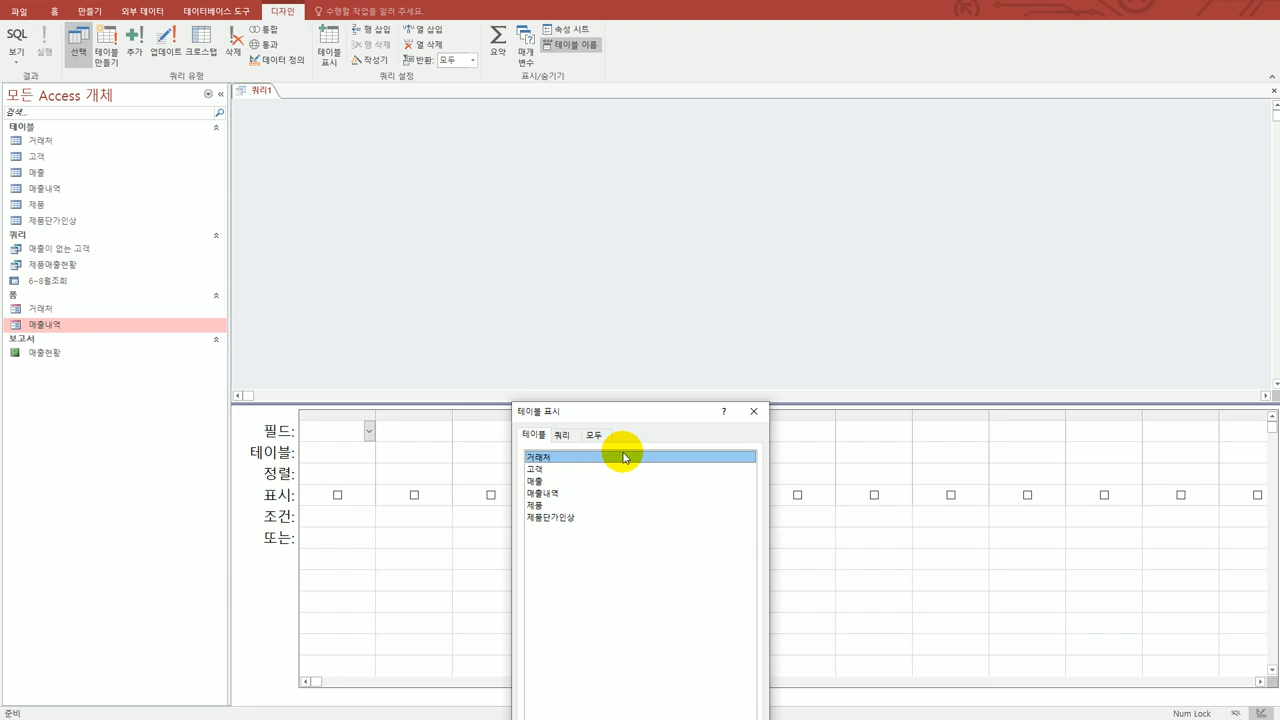 파일 홈 만들기 외부 데이터 데이터베이스 도구 디자인 수행할 작업을 알려 주세요.
SQL
보기
실행
결과
선택
테이블 만들기
추가
업데이트
크로스탭
삭제
통합
통과
데이터 정의
쿼리 유형
테이블 표시
행 삽입
행 삭제
작성기
열 삽입
열 삭제
반환: 모두
쿼리 설정
요약
매개 변수
속성 시트
테이블 이름
표시/숨기기
모든 Access 개체
검색...
테이블
거래처
고객
매출
매출내역
제품
제품단가인상
쿼리
매출이 없는 고객
제품매출현황
6~8월조회
폼
거래처
매출내역
보고서
매출현황
쿼리1
필드:
테이블:
정렬:
표시:
조건:
또는:
테이블 표시
테이블 쿼리 모두
거래처
고객
매출
매출내역
제품
제품단가인상
준비
Num Lock
SQL